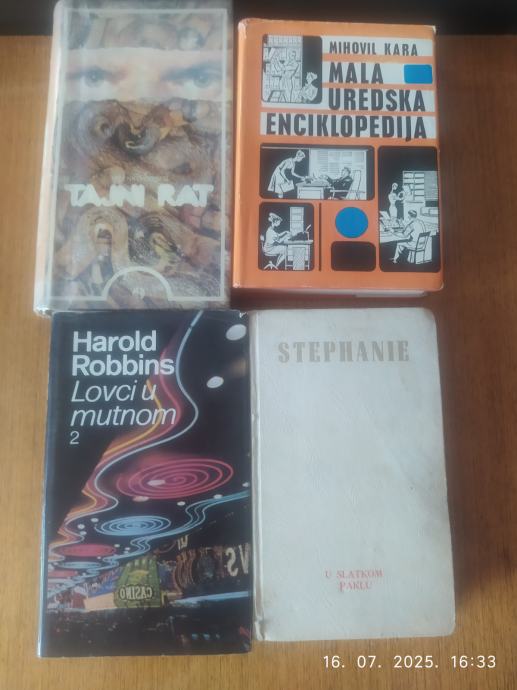 TAJNI RAT
MIHOVIL KARA
MALA
UREDSKA
ENCIKLOPEDIJA
Harold
Robbins
Lovci u
mutnom
2
CASINO
STEPHANIE
U SLATKOM
PAKLU
16. 07. 2025. 16:33